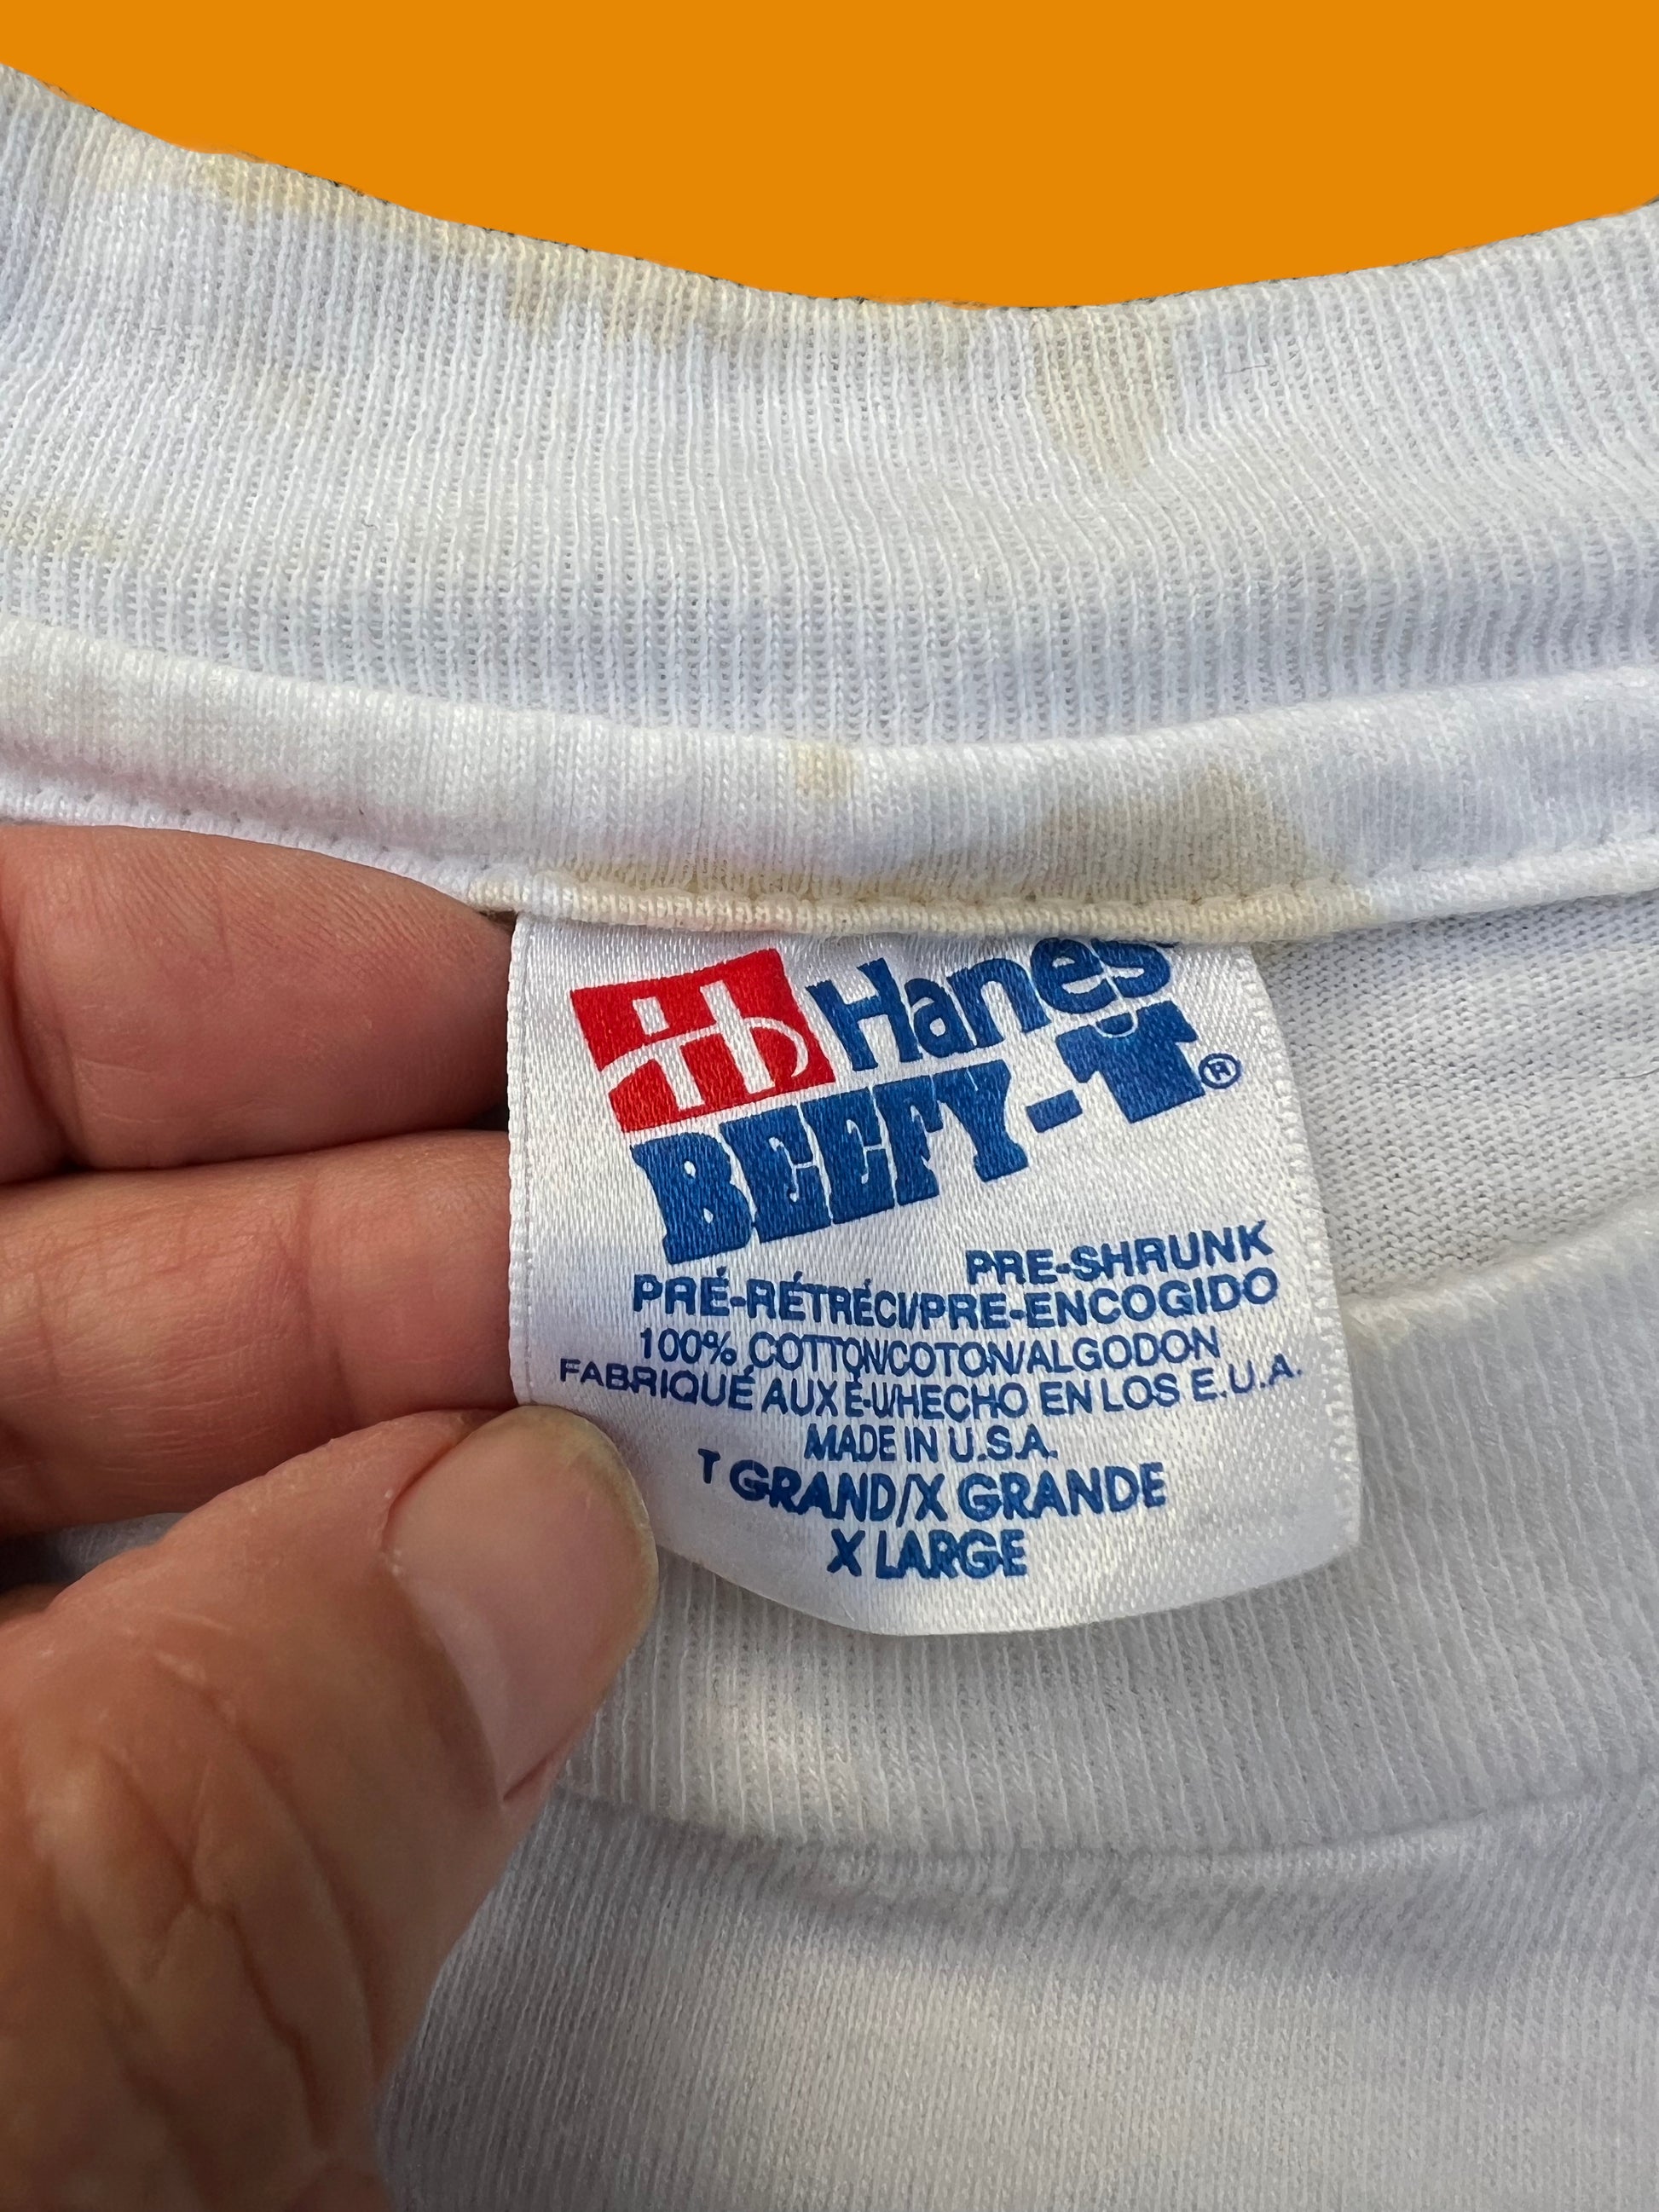 Hanes
BEEFY-T®
PRE-SHRUNK
PRÉ-RÉTRÉCI/PRE-ENCOGIDO
100% COTTON/COTON/ALGODON
FABRIQUÉ AUX É-U/HECHO EN LOS E.U.A.
MADE IN U.S.A.
T GRAND/X GRANDE
X LARGE